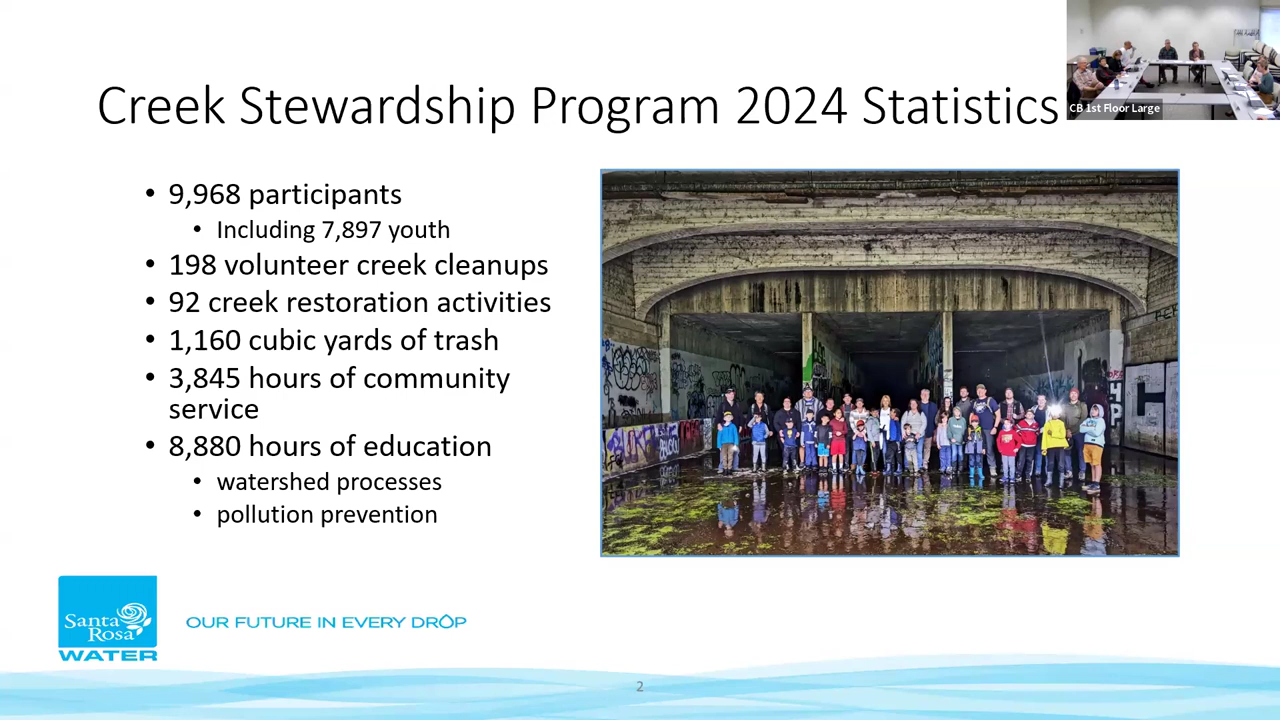 Creek Stewardship Program 2024 Statistics
CB 1st Floor Large
• 9,968 participants
• Including 7,897 youth
• 198 volunteer creek cleanups
• 92 creek restoration activities
• 1,160 cubic yards of trash
• 3,845 hours of community
service
• 8,880 hours of education
• watershed processes
• pollution prevention
Santa
Rosa
WATER
OUR FUTURE IN EVERY DROP
2